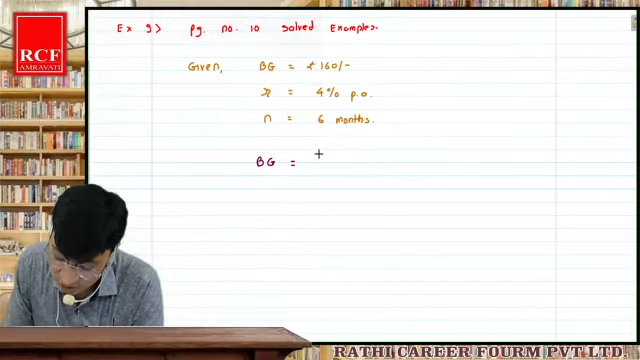 RCF
AMRAVATI
Ex 9> pg. no. 10 Solved Examples.
Given, BG = ₹ 160/-
r = 4% p.a.
n = 6 months.
BG =
RATHI CAREER FOURM PVT LTD.